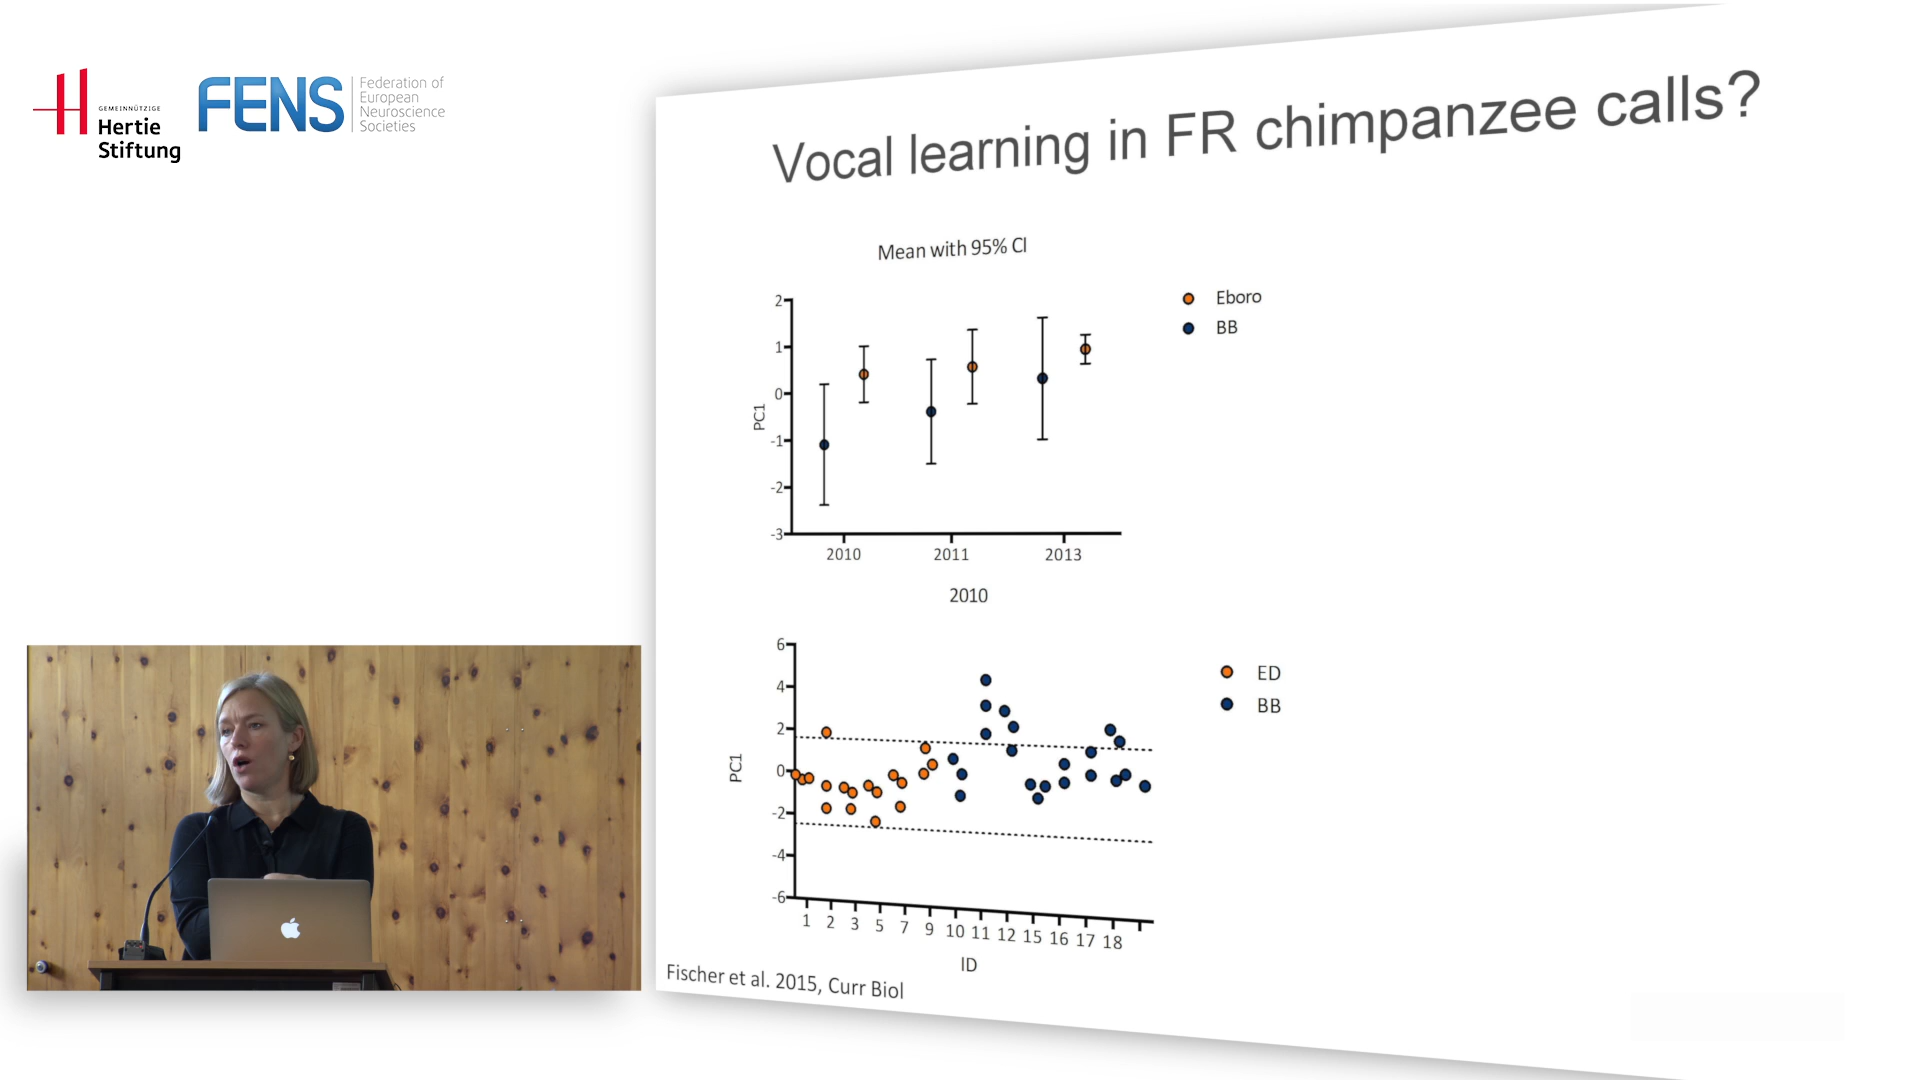 GEMEINNÜTZIGE
Hertie
Stiftung
FENS
Federation of
European
Neuroscience
Societies
Vocal learning in FR chimpanzee calls?
Mean with 95% CI
Eboro
BB
PC1
2
1
0
-1
-2
-3
2010 2011 2013
2010
ED
BB
PC1
6
4
2
0
-2
-4
-6
1 2 3 5 7 9 10 11 12 15 16 17 18
ID
Fischer et al. 2015, Curr Biol